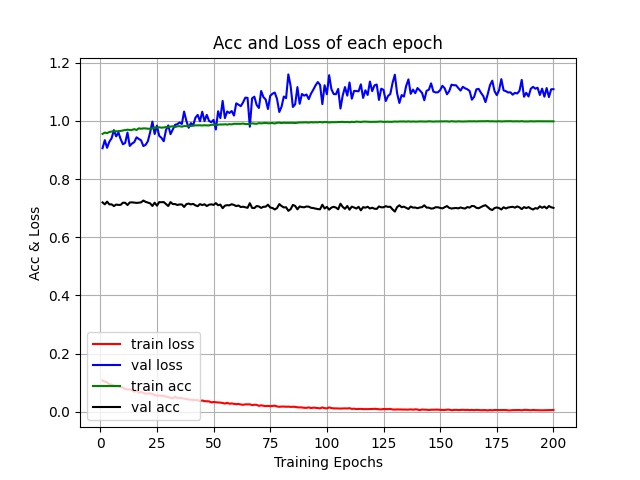 Acc and Loss of each epoch
1.2
1.0
0.8
0.6
0.4
0.2
0.0
Acc & Loss
train loss
val loss
train acc
val acc
0 25 50 75 100 125 150 175 200
Training Epochs